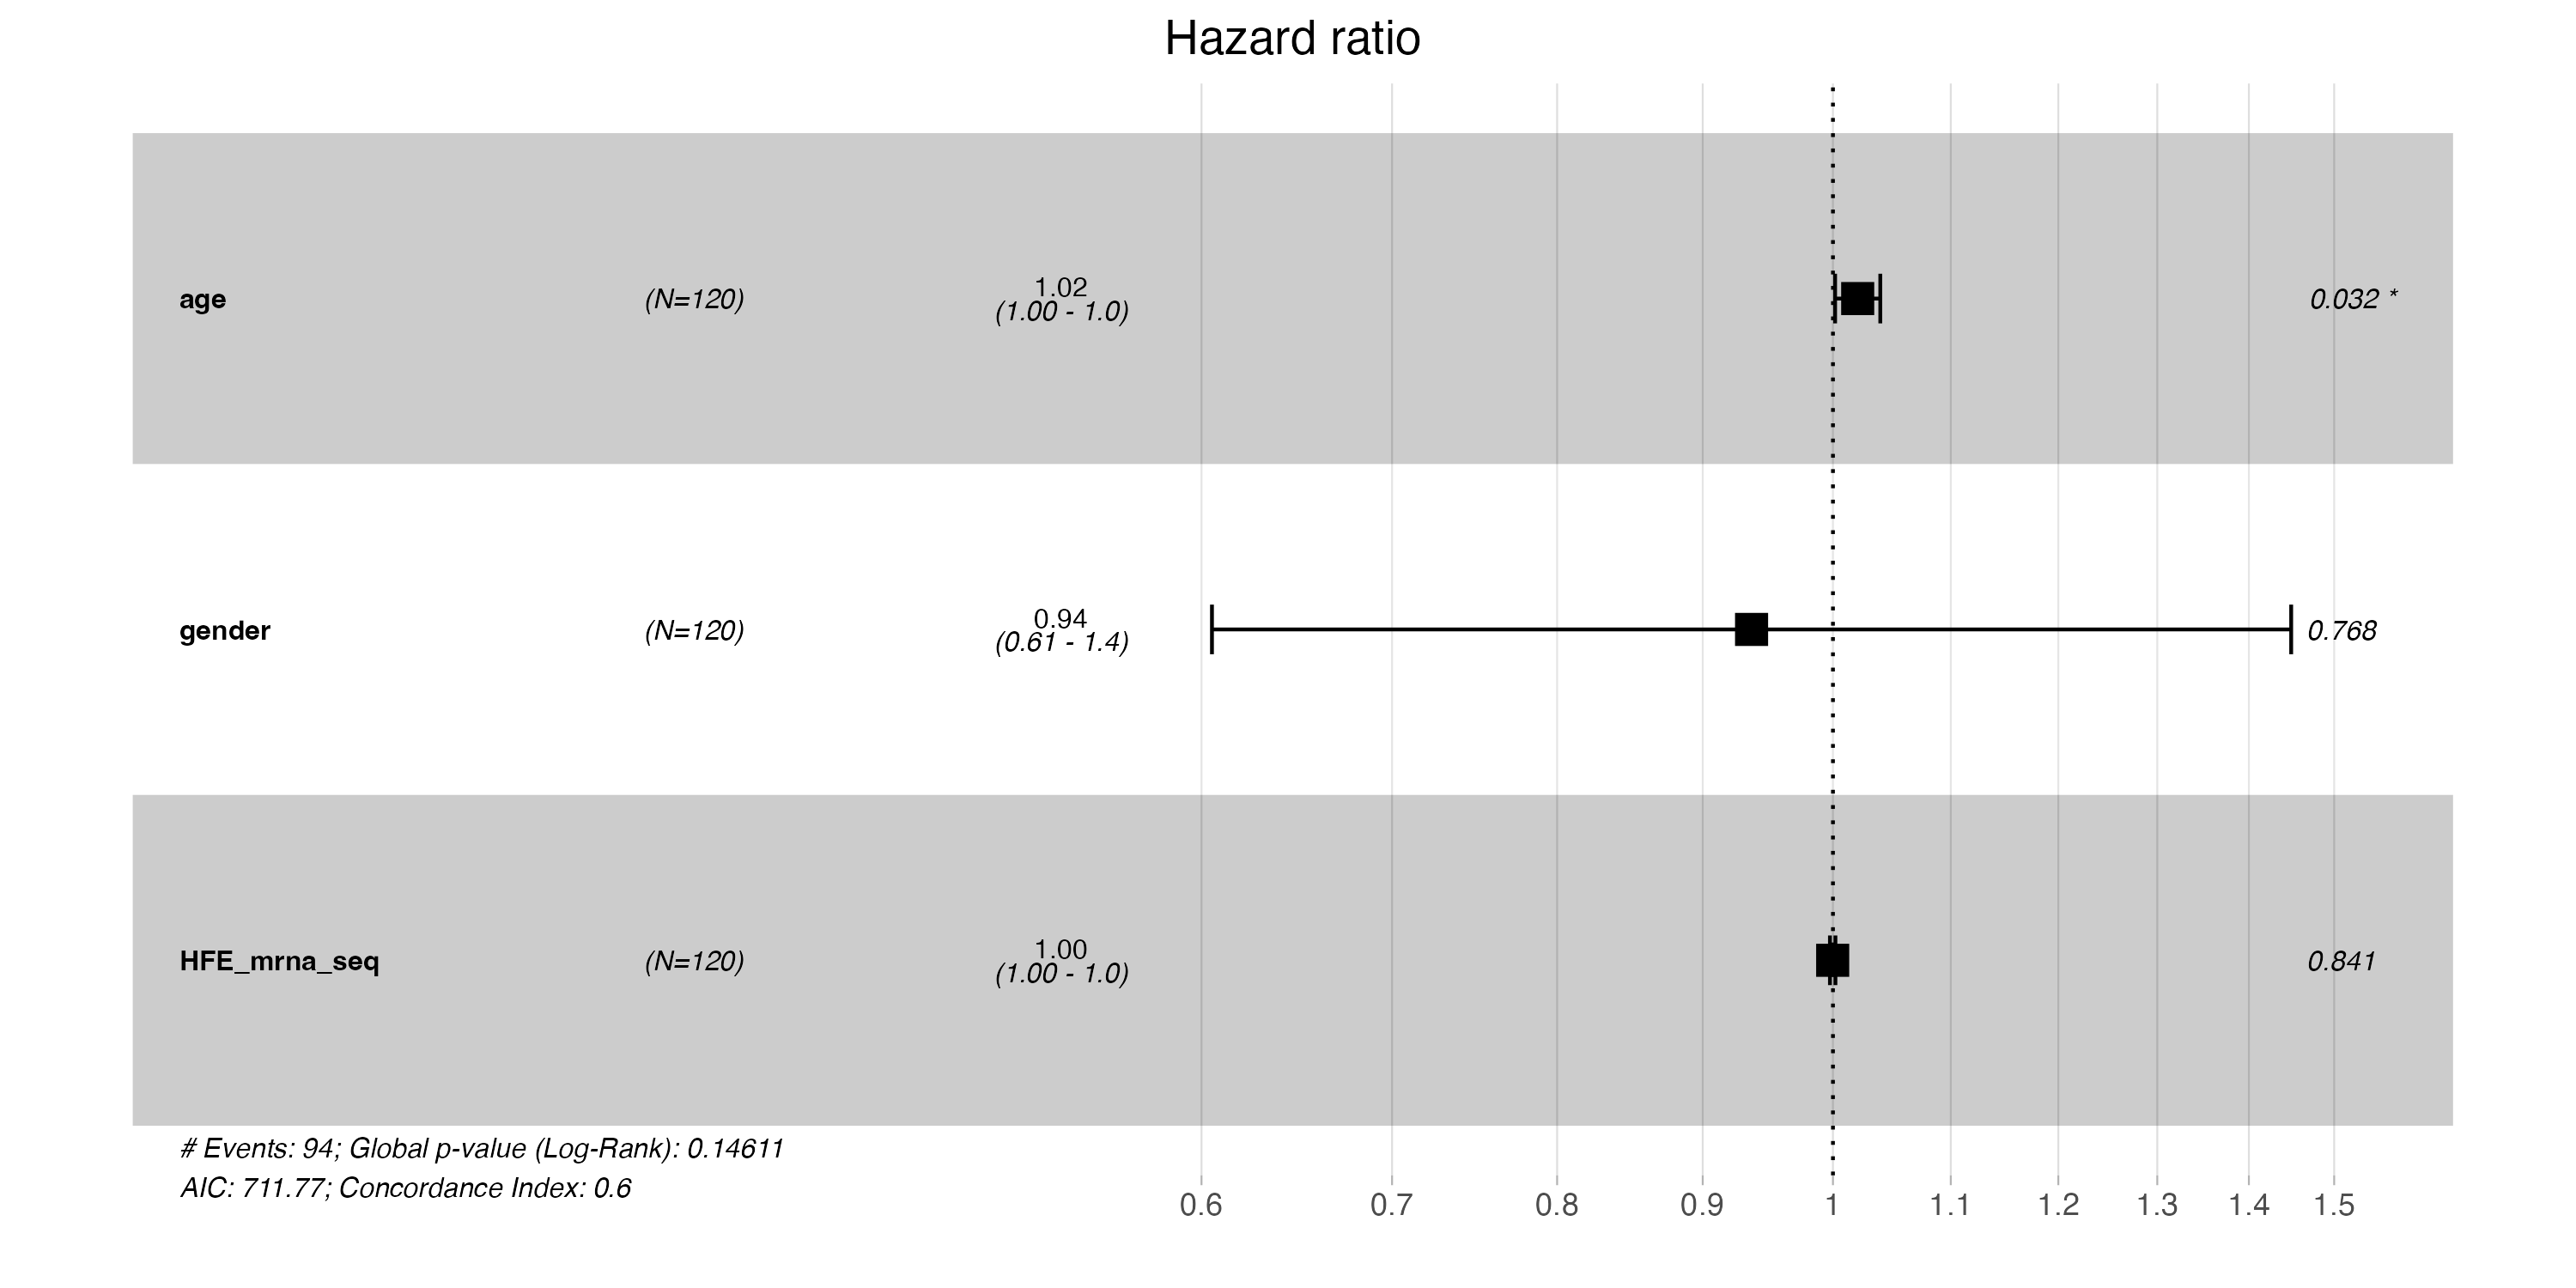 Hazard ratio
age (N=120) 1.02 0.032 *
(1.00 - 1.0)
gender (N=120) 0.94 0.768
(0.61 - 1.4)
HFE_mrna_seq (N=120) 1.00 0.841
(1.00 - 1.0)
# Events: 94; Global p-value (Log-Rank): 0.14611
AIC: 711.77; Concordance Index: 0.6
0.6 0.7 0.8 0.9 1 1.1 1.2 1.3 1.4 1.5